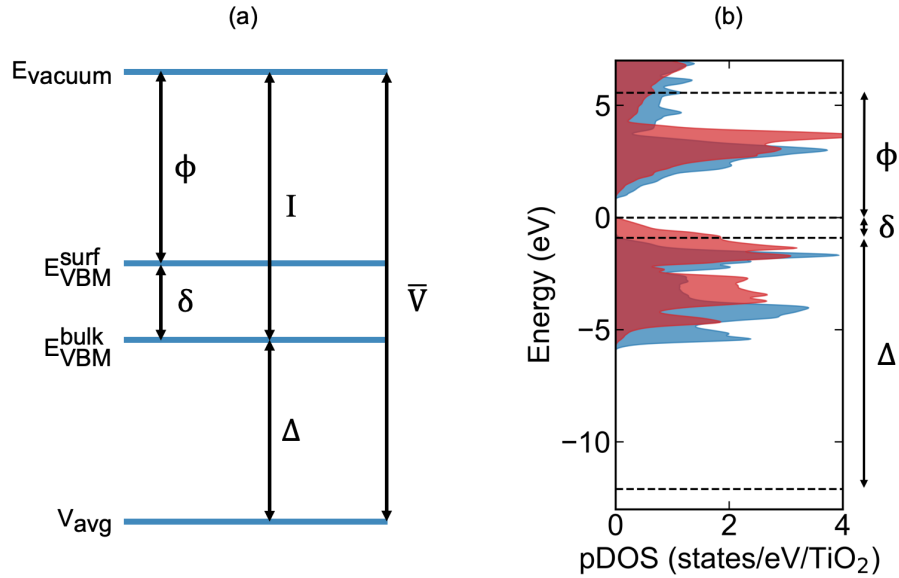 (a)
E_vacuum
ϕ
I
E_VBM^surf
δ
V̅
E_VBM^bulk
Δ
V_avg
(b)
5
0
−5
−10
Energy (eV)
0 2 4
pDOS (states/eV/TiO₂)
ϕ
δ
Δ